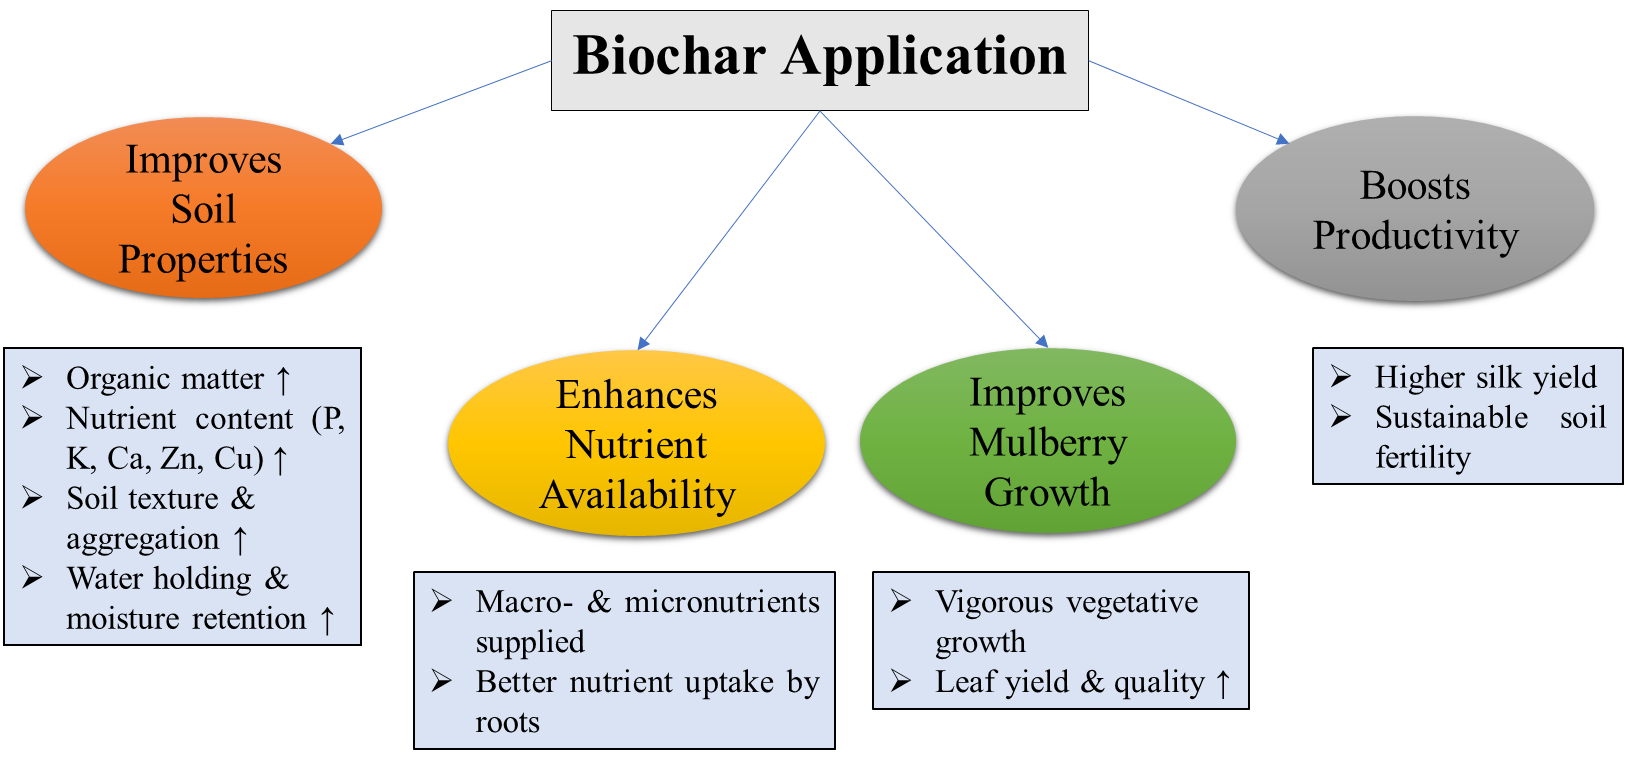 Biochar Application
Improves
Soil
Properties
➢ Organic matter ↑
➢ Nutrient content (P,
K, Ca, Zn, Cu) ↑
➢ Soil texture &
aggregation ↑
➢ Water holding &
moisture retention ↑
Enhances
Nutrient
Availability
➢ Macro- & micronutrients
supplied
➢ Better nutrient uptake by
roots
Improves
Mulberry
Growth
➢ Vigorous vegetative
growth
➢ Leaf yield & quality ↑
Boosts
Productivity
➢ Higher silk yield
➢ Sustainable soil
fertility